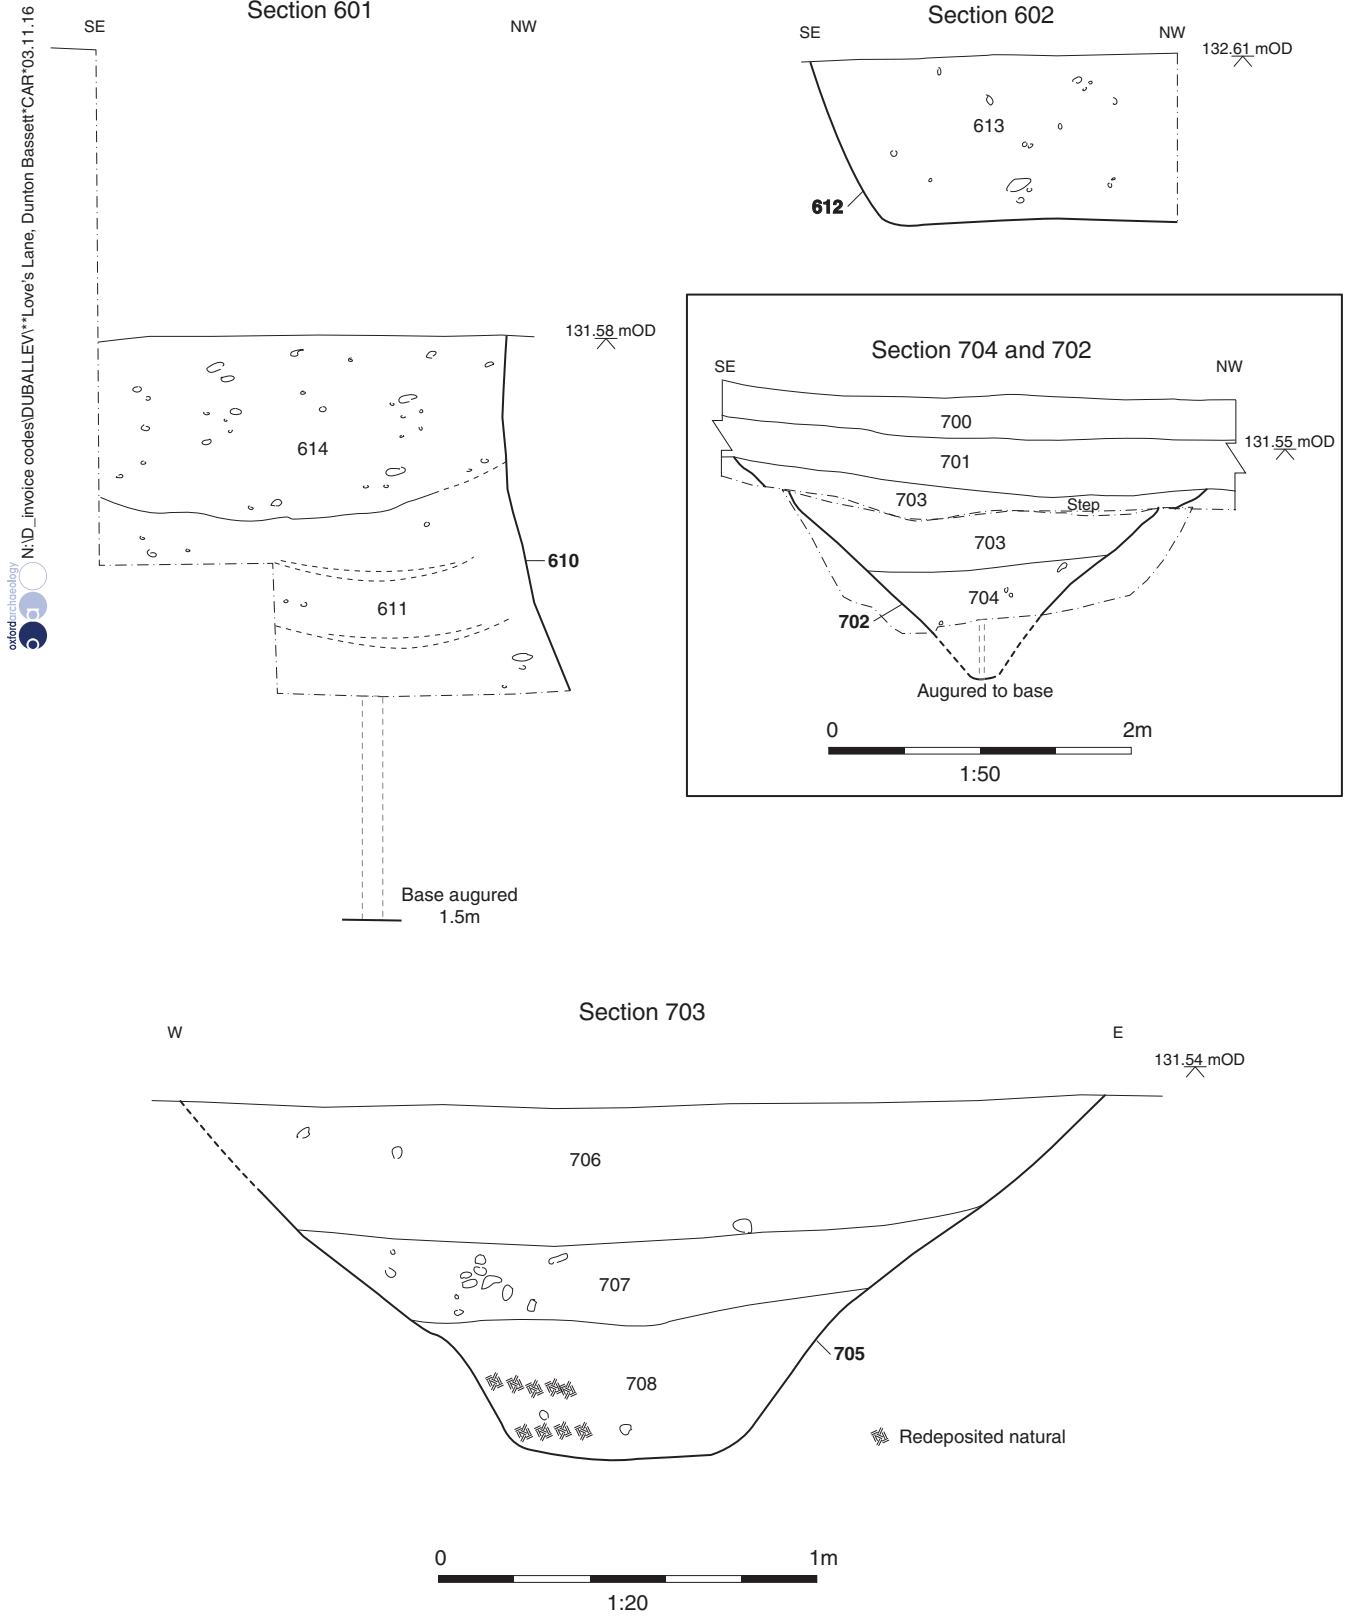 N:\D_invoice codes\DUBALLEV\**Love's Lane, Dunton Bassett*CAR*03.11.16
oxfordarchaeology
Section 601
SE
NW
131.58 mOD
614
610
611
Base augured
1.5m
Section 602
SE
NW
132.61 mOD
613
612
Section 704 and 702
SE
NW
700
131.55 mOD
701
703
Step
703
704
702
Augured to base
0
2m
1:50
Section 703
W
E
131.54 mOD
706
707
705
708
Redeposited natural
0
1m
1:20